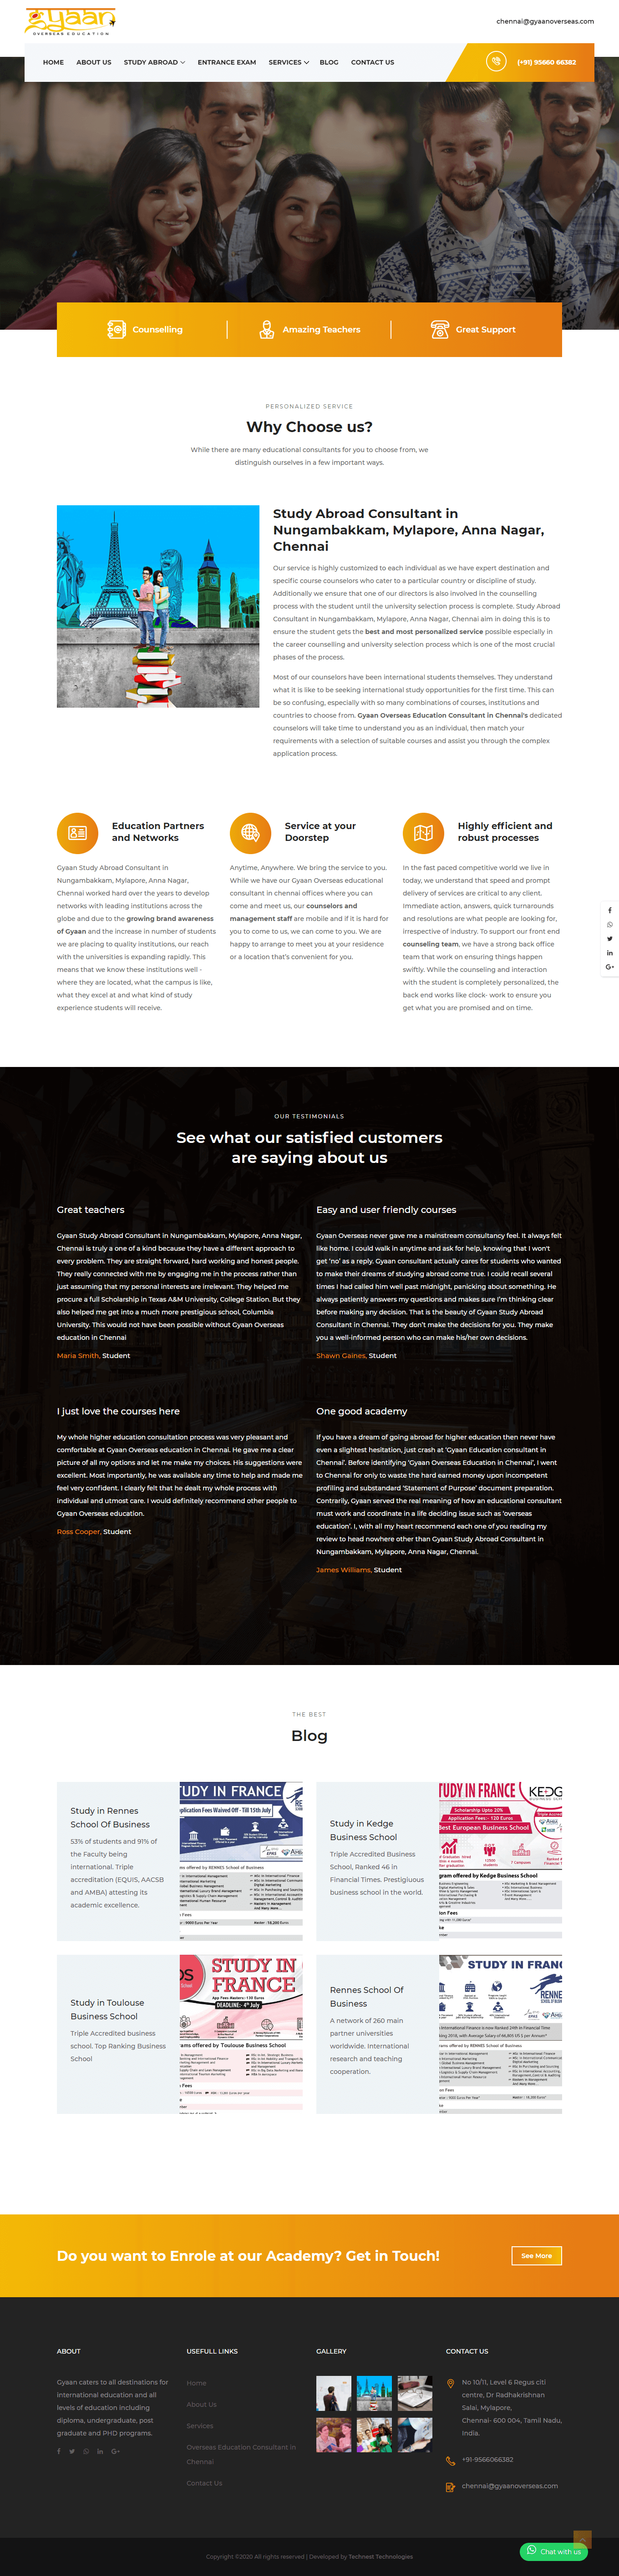 gyaan
OVERSEAS EDUCATION
chennai@gyaanoverseas.com
HOME ABOUT US STUDY ABROAD ENTRANCE EXAM SERVICES BLOG CONTACT US
(+91) 95660 66382
Counselling
Amazing Teachers
Great Support
PERSONALIZED SERVICE
Why Choose us?
While there are many educational consultants for you to choose from, we
distinguish ourselves in a few important ways.
Study Abroad Consultant in
Nungambakkam, Mylapore, Anna Nagar,
Chennai
Our service is highly customized to each individual as we have expert destination and
specific course counselors who cater to a particular country or discipline of study.
Additionally we ensure that one of our directors is also involved in the counselling
process with the student until the university selection process is complete. Study Abroad
Consultant in Nungambakkam, Mylapore, Anna Nagar, Chennai aim in doing this is to
ensure the student gets the best and most personalized service possible especially in
the career counselling and university selection process which is one of the most crucial
phases of the process.
Most of our counselors have been international students themselves. They understand
what it is like to be seeking international study opportunities for the first time. This can
be so confusing, especially with so many combinations of courses, institutions and
countries to choose from. Gyaan Overseas Education Consultant in Chennai's dedicated
counselors will take time to understand you as an individual, then match your
requirements with a selection of suitable courses and assist you through the complex
application process.
Education Partners
and Networks
Gyaan Study Abroad Consultant in
Nungambakkam, Mylapore, Anna Nagar,
Chennai worked hard over the years to develop
networks with leading institutions across the
globe and due to the growing brand awareness
of Gyaan and the increase in number of students
we are placing to quality institutions, our reach
with the universities is expanding rapidly. This
means that we know these institutions well -
where they are located, what the campus is like,
what they excel at and what kind of study
experience students will receive.
Service at your
Doorstep
Anytime, Anywhere. We bring the service to you.
While we have our Gyaan Overseas educational
consultant in chennai offices where you can
come and meet us, our counselors and
management staff are mobile and if it is hard for
you to come to us, we can come to you. We are
happy to arrange to meet you at your residence
or a location that's convenient for you.
Highly efficient and
robust processes
In the fast paced competitive world we live in
today, we understand that speed and prompt
delivery of services are critical to any client.
Immediate action, answers, quick turnarounds
and resolutions are what people are looking for,
irrespective of industry. To support our front end
counseling team, we have a strong back office
team that work on ensuring things happen
swiftly. While the counseling and interaction
with the student is completely personalized, the
back end works like clock- work to ensure you
get what you are promised and on time.
OUR TESTIMONIALS
See what our satisfied customers
are saying about us
Great teachers
Gyaan Study Abroad Consultant in Nungambakkam, Mylapore, Anna Nagar,
Chennai is truly a one of a kind because they have a different approach to
every problem. They are straight forward, hard working and honest people.
They really connected with me by engaging me in the process rather than
just assuming that my personal interests are irrelevant. They helped me
procure a full Scholarship in Texas A&M University, College Station. But they
also helped me get into a much more prestigious school, Columbia
University. This would not have been possible without Gyaan Overseas
education in Chennai
Maria Smith, Student
Easy and user friendly courses
Gyaan Overseas never gave me a mainstream consultancy feel. It always felt
like home. I could walk in anytime and ask for help, knowing that I won't
get 'no' as a reply. Gyaan consultant actually cares for students who wanted
to make their dreams of studying abroad come true. I could recall several
times I had called him well past midnight, panicking about something. He
always patiently answers my questions and makes sure I'm thinking clear
before making any decision. That is the beauty of Gyaan Study Abroad
Consultant in Chennai. They don't make the decisions for you. They make
you a well-informed person who can make his/her own decisions.
Shawn Gaines, Student
I just love the courses here
My whole higher education consultation process was very pleasant and
comfortable at Gyaan Overseas education in Chennai. He gave me a clear
picture of all my options and let me make my choices. His suggestions were
excellent. Most importantly, he was available any time to help and made me
feel very confident. I clearly felt that he dealt my whole process with
individual and utmost care. I would definitely recommend other people to
Gyaan Overseas education.
Ross Cooper, Student
One good academy
If you have a dream of going abroad for higher education then never have
even a slightest hesitation, just crash at 'Gyaan Education consultant in
Chennai'. Before identifying 'Gyaan Overseas Education in Chennai', I went
to Chennai for only to waste the hard earned money upon incompetent
profiling and substandard 'Statement of Purpose' document preparation.
Contrarily, Gyaan served the real meaning of how an educational consultant
must work and coordinate in a life deciding issue such as 'overseas
education'. I, with all my heart recommend each one of you reading my
review to head nowhere other than Gyaan Study Abroad Consultant in
Nungambakkam, Mylapore, Anna Nagar, Chennai.
James Williams, Student
THE BEST
Blog
Study in Rennes
School Of Business
53% of students and 91% of
the Faculty being
international. Triple
accreditation (EQUIS, AACSB
and AMBA) attesting its
academic excellence.
TUDY IN FRANCE
Study in Kedge
Business School
Triple Accredited Business
School, Ranked 46 in
Financial Times. Prestigiuous
business school in the world.
TUDY IN FRANCE
KEDGE
Study in Toulouse
Business School
Triple Accredited business
school. Top Ranking Business
School
STUDY IN
FRANCE
Rennes School Of
Business
A network of 260 main
partner universities
worldwide. International
research and teaching
cooperation.
STUDY IN FRANC
Do you want to Enrole at our Academy? Get in Touch!
See More
ABOUT
Gyaan caters to all destinations for
international education and all
levels of education including
diploma, undergraduate, post
graduate and PHD programs.
USEFULL LINKS
Home
About Us
Services
Overseas Education Consultant in
Chennai
Contact Us
GALLERY
CONTACT US
No 10/11, Level 6 Regus citi
centre, Dr Radhakrishnan
Salai, Mylapore,
Chennai- 600 004, Tamil Nadu,
India.
+91-9566066382
chennai@gyaanoverseas.com
Copyright ©2020 All rights reserved | Developed by Technest Technologies
Chat with us